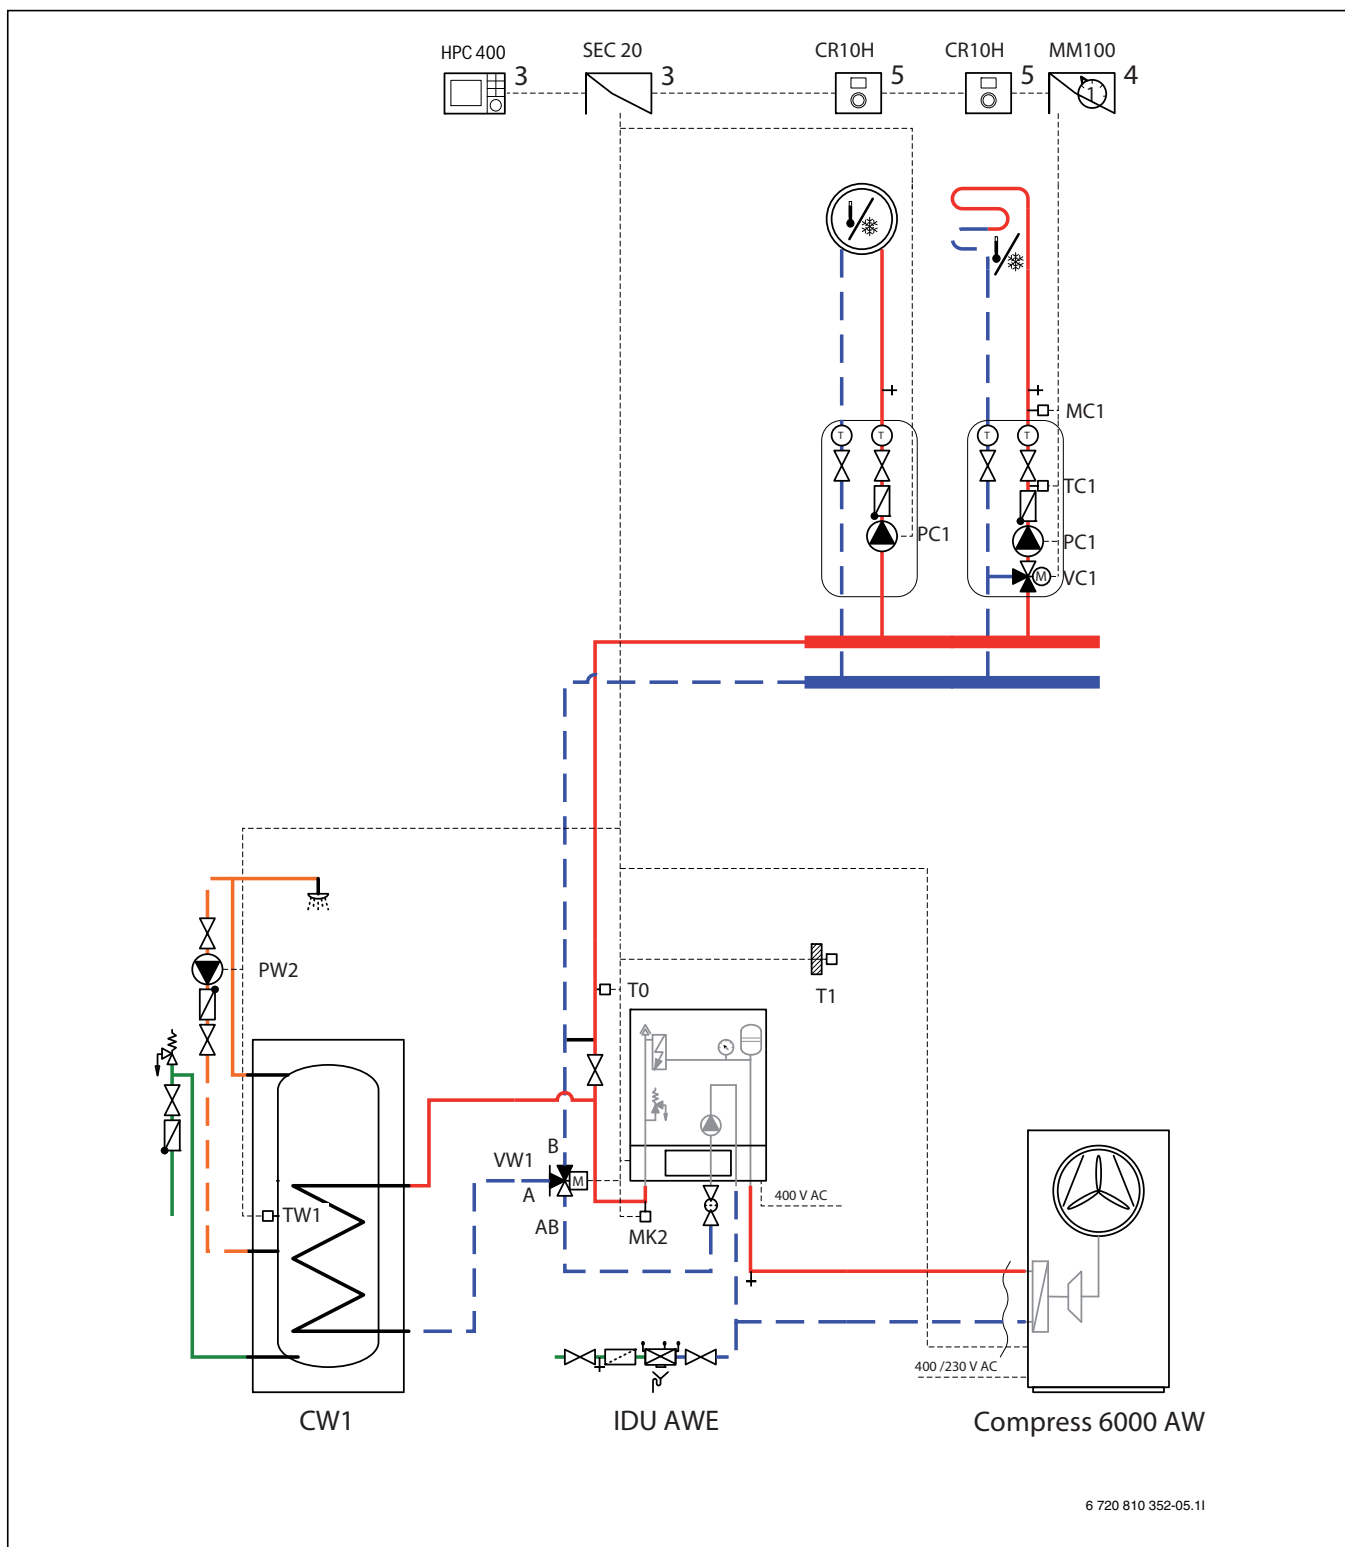 HPC 400
SEC 20
CR10H
CR10H
MM100
3
3
5
5
4
1
MC1
T
T
T
T
TC1
PC1
PC1
M
VC1
PW2
T0
T1
B
VW1
M
A
400 V AC
TW1
AB
MK2
400 /230 V AC
CW1
IDU AWE
Compress 6000 AW
6 720 810 352-05.1I